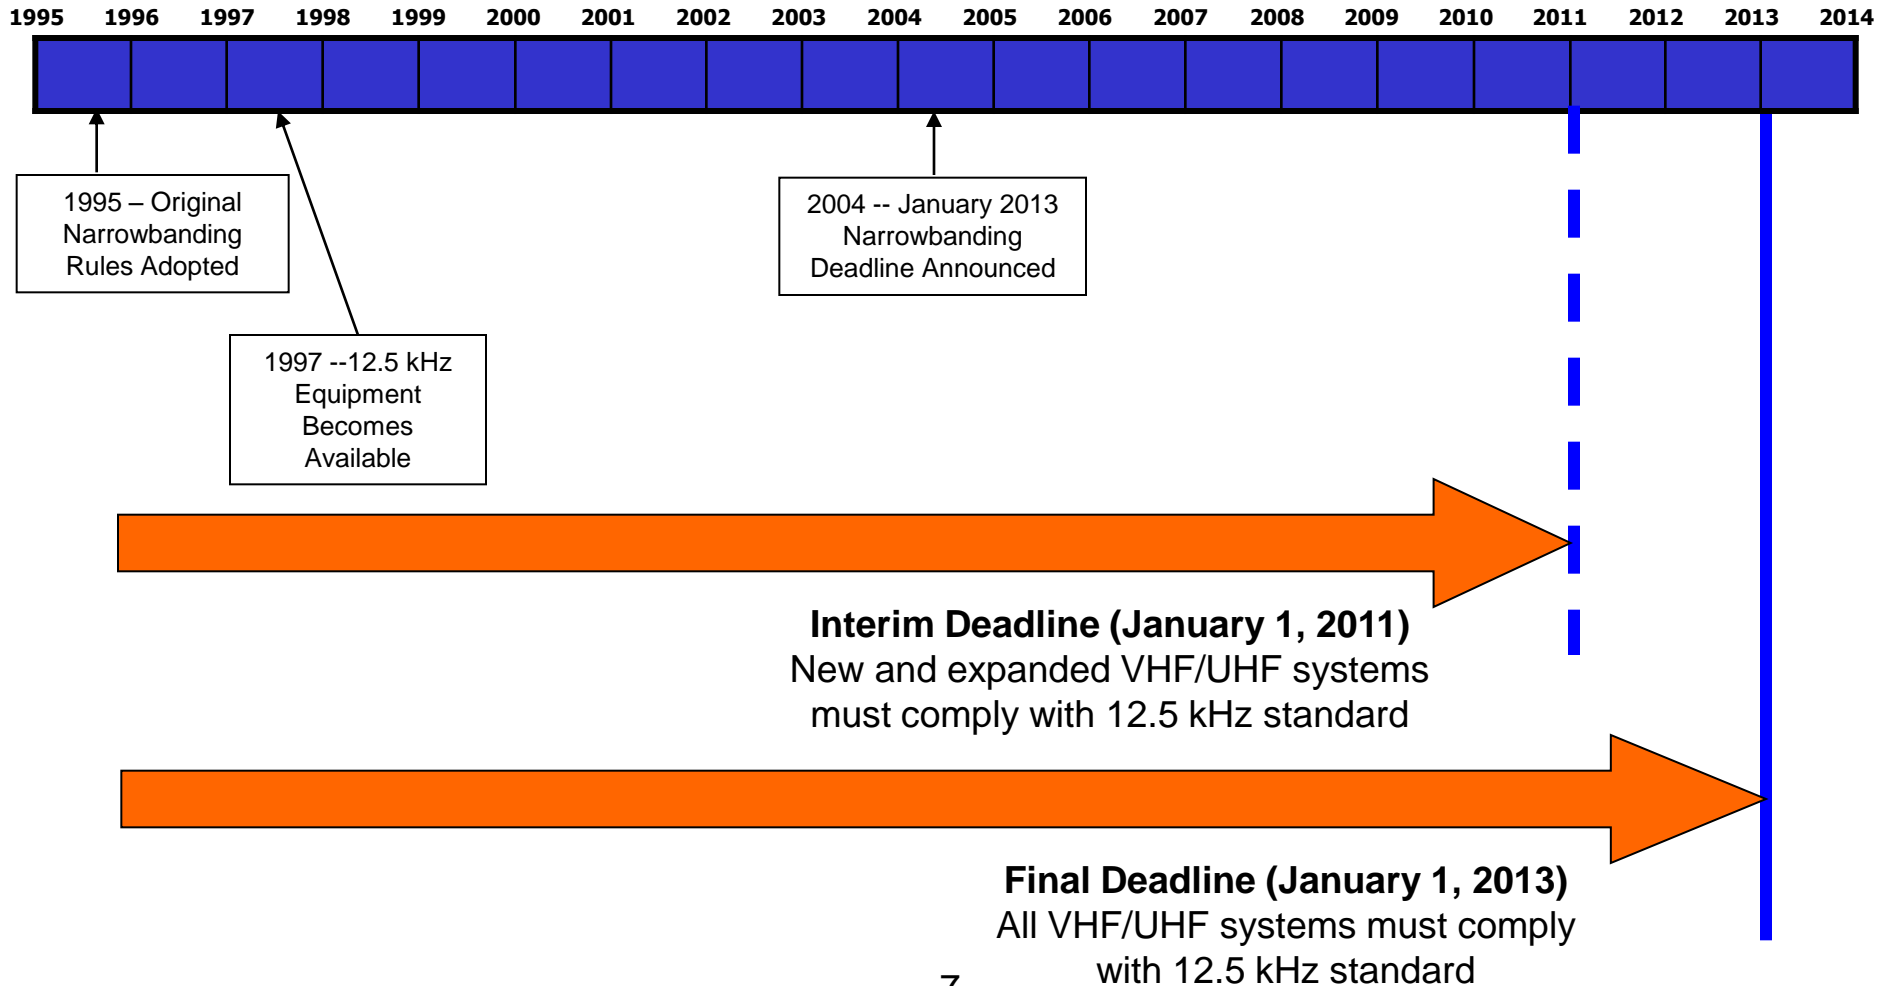 1995 1996 1997 1998 1999 2000 2001 2002 2003 2004 2005 2006 2007 2008 2009 2010 2011 2012 2013 2014
1995 – Original
Narrowbanding
Rules Adopted
2004 -- January 2013
Narrowbanding
Deadline Announced
1997 --12.5 kHz
Equipment
Becomes
Available
Interim Deadline (January 1, 2011)
New and expanded VHF/UHF systems
must comply with 12.5 kHz standard
Final Deadline (January 1, 2013)
All VHF/UHF systems must comply
with 12.5 kHz standard